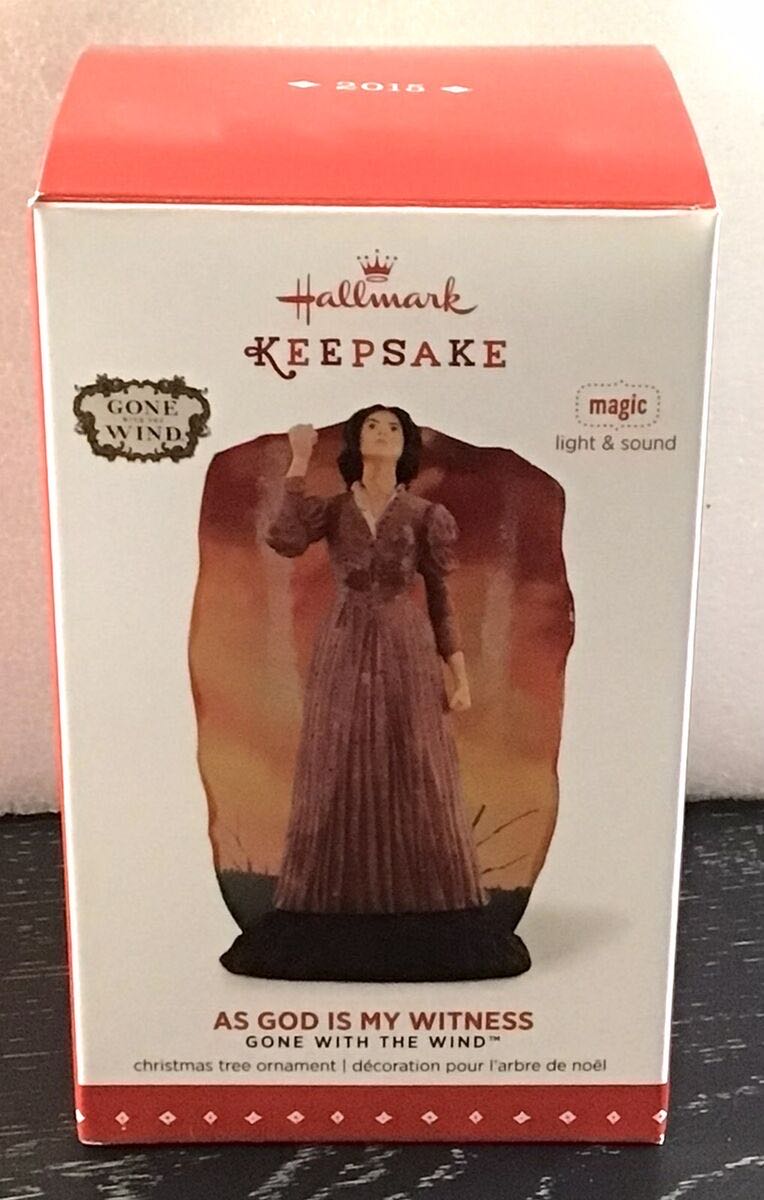 2015
Hallmark
KEEPSAKE
GONE
WITH THE
WIND
magic
light & sound
AS GOD IS MY WITNESS
GONE WITH THE WIND™
christmas tree ornament | décoration pour l'arbre de noël